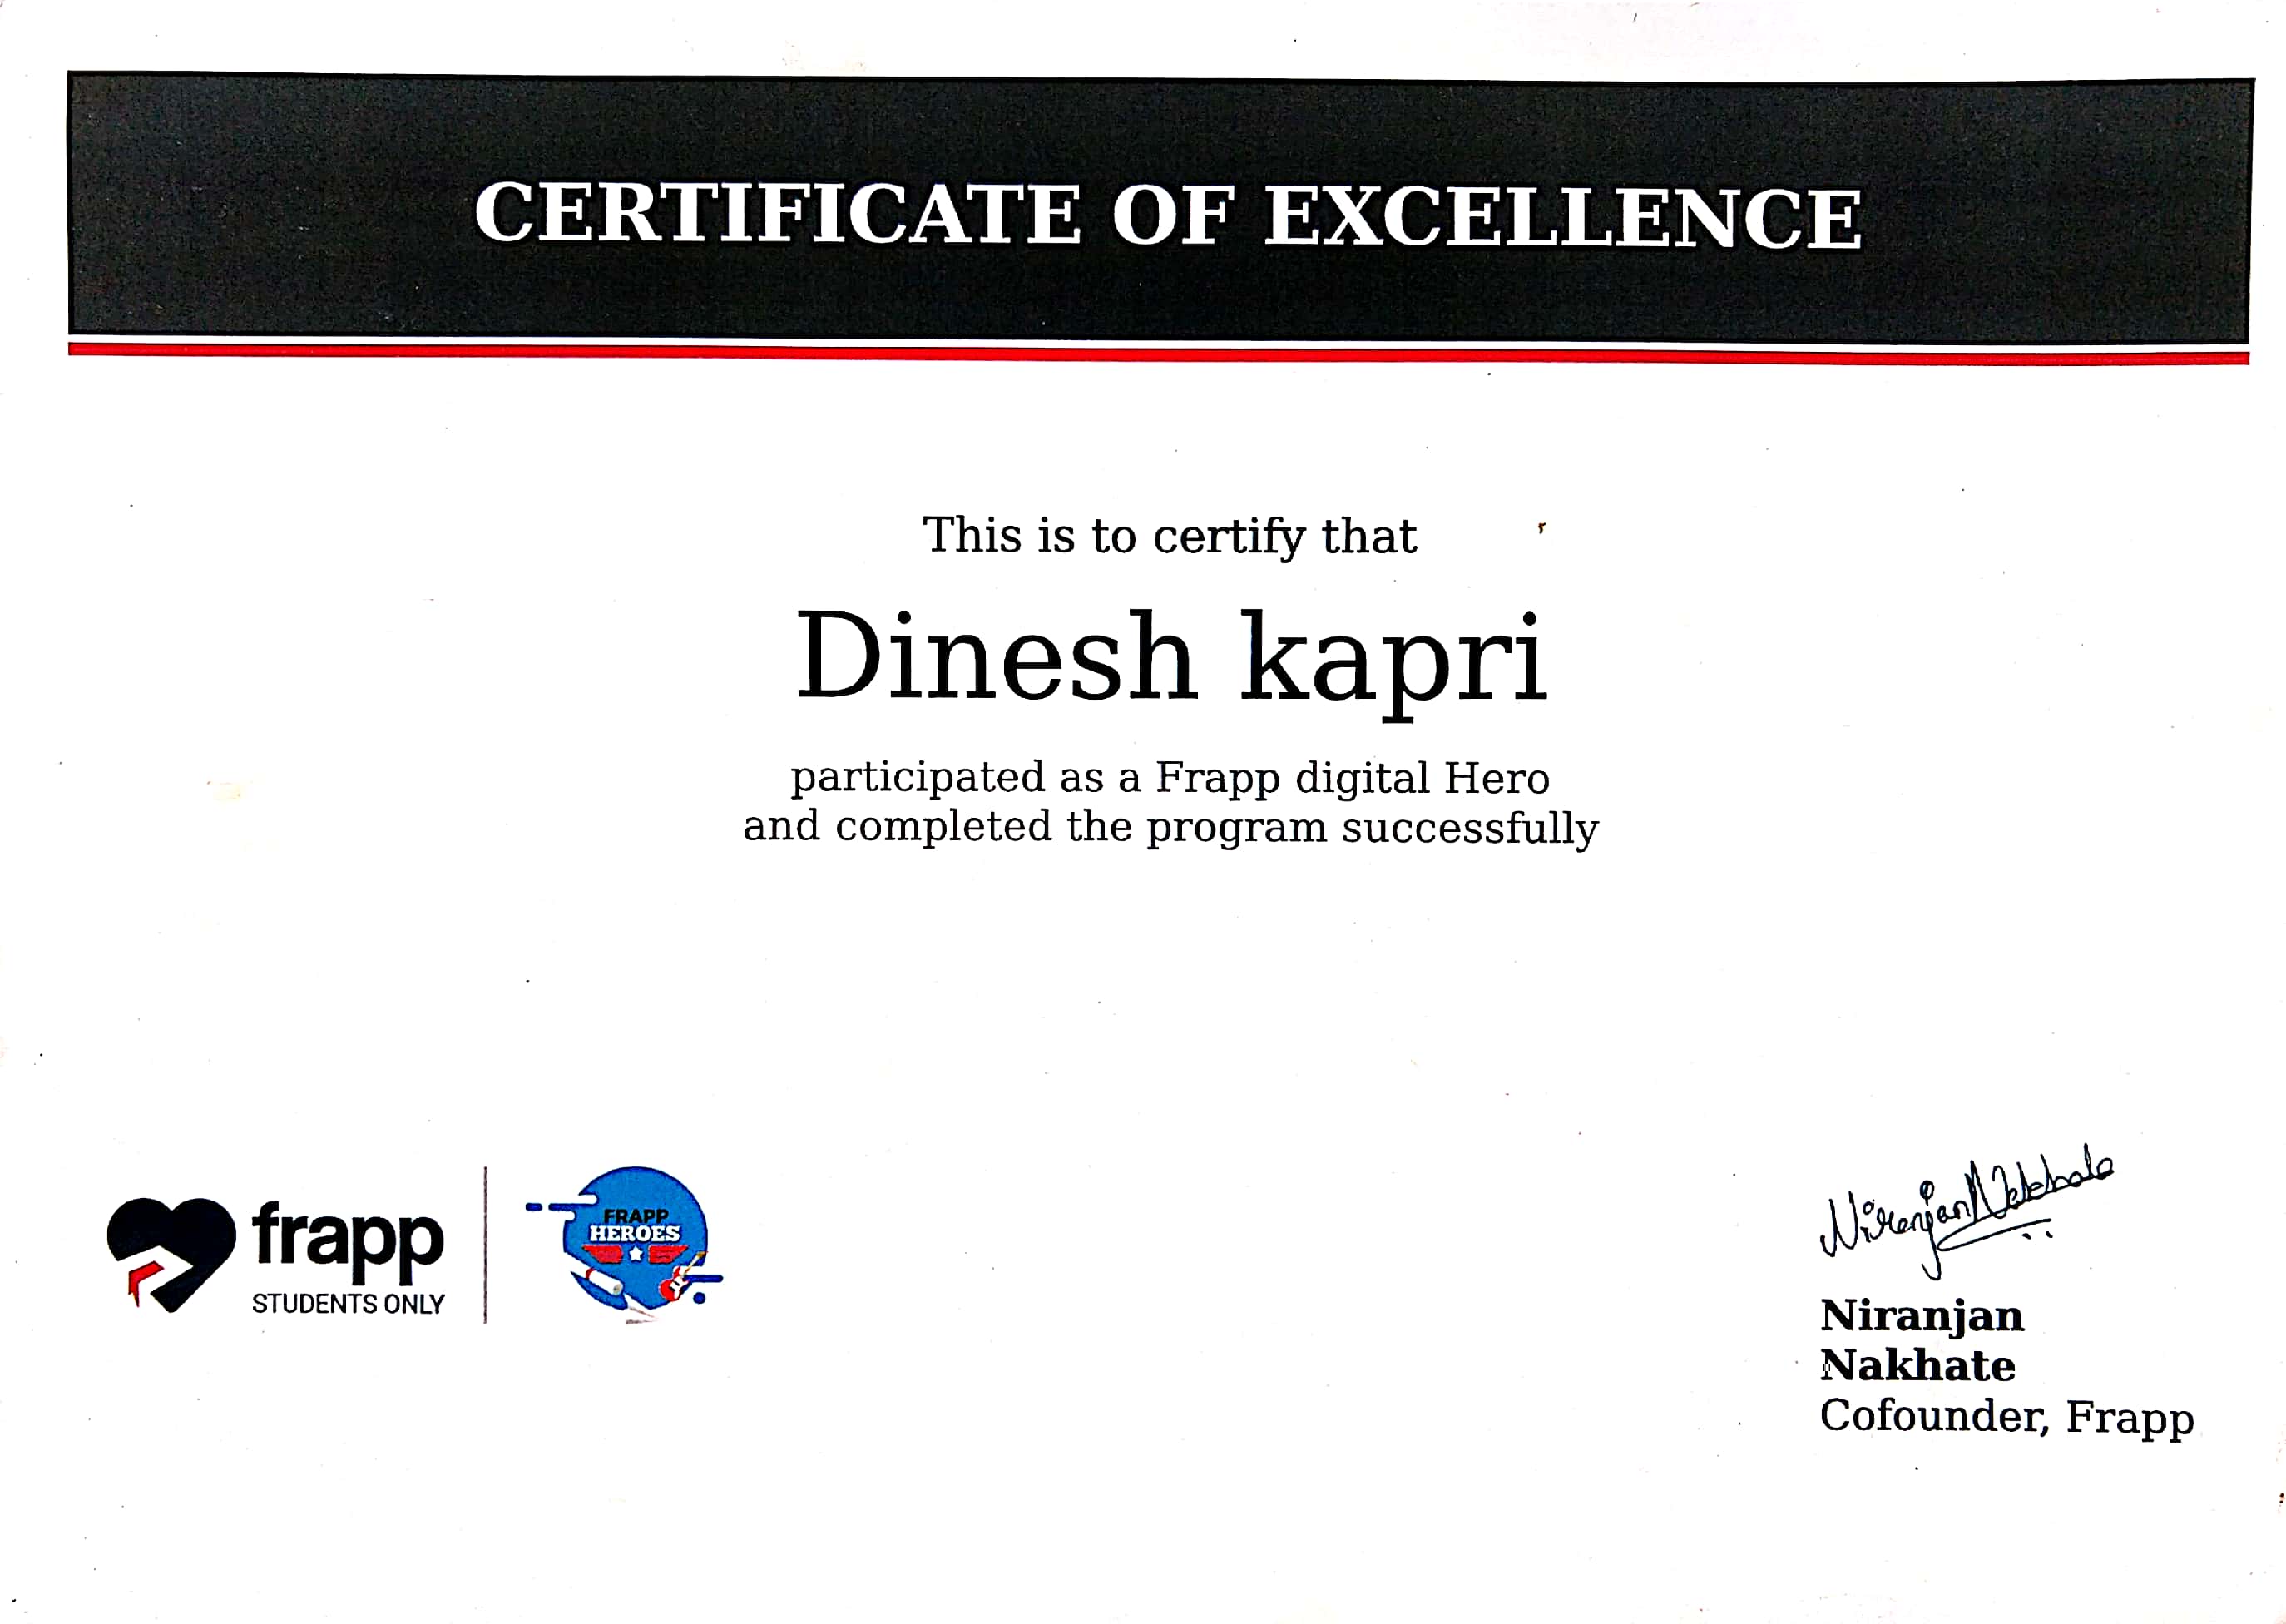 CERTIFICATE OF EXCELLENCE
This is to certify that
Dinesh kapri
participated as a Frapp digital Hero
and completed the program successfully
frapp
STUDENTS ONLY
FRAPP
HEROES
Niranjan Nakhate
Niranjan
Nakhate
Cofounder, Frapp